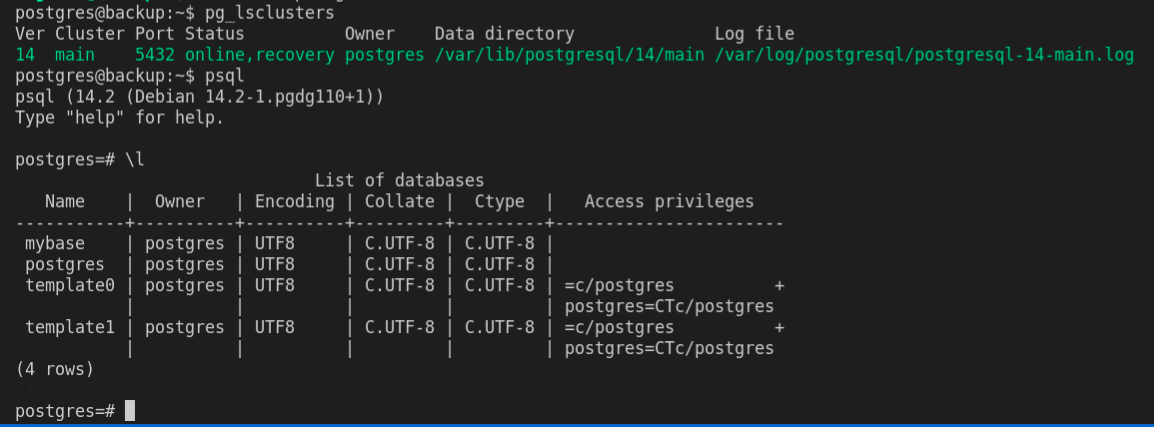 postgres@backup:~$ pg_lsclusters
Ver Cluster Port Status          Owner    Data directory              Log file
14  main    5432 online,recovery postgres /var/lib/postgresql/14/main /var/log/postgresql/postgresql-14-main.log
postgres@backup:~$ psql
psql (14.2 (Debian 14.2-1.pgdg110+1))
Type "help" for help.

postgres=# \l
                              List of databases
   Name    |  Owner   | Encoding | Collate |  Ctype  |   Access privileges
-----------+----------+----------+---------+---------+-----------------------
 mybase    | postgres | UTF8     | C.UTF-8 | C.UTF-8 |
 postgres  | postgres | UTF8     | C.UTF-8 | C.UTF-8 |
 template0 | postgres | UTF8     | C.UTF-8 | C.UTF-8 | =c/postgres          +
           |          |          |         |         | postgres=CTc/postgres
 template1 | postgres | UTF8     | C.UTF-8 | C.UTF-8 | =c/postgres          +
           |          |          |         |         | postgres=CTc/postgres
(4 rows)

postgres=#